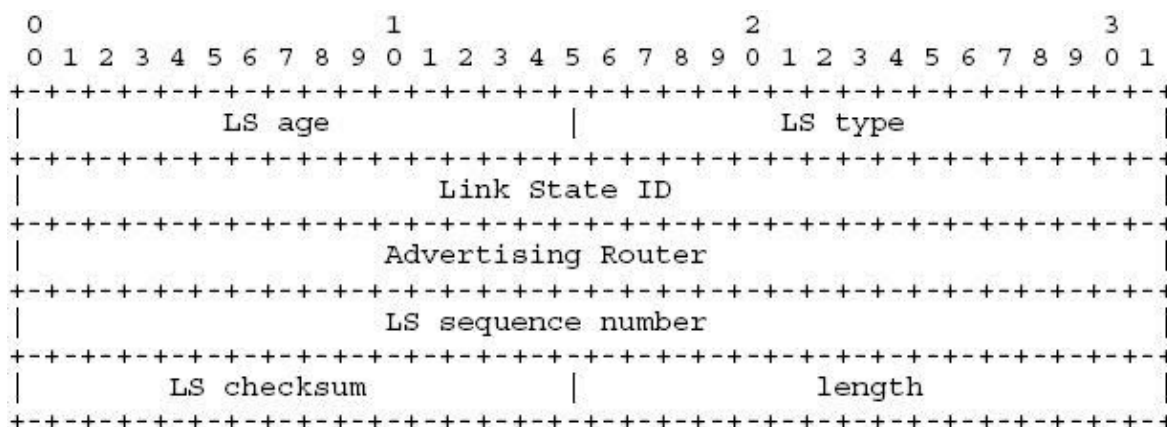 0 1 2 3
0 1 2 3 4 5 6 7 8 9 0 1 2 3 4 5 6 7 8 9 0 1 2 3 4 5 6 7 8 9 0 1
+-+-+-+-+-+-+-+-+-+-+-+-+-+-+-+-+-+-+-+-+-+-+-+-+-+-+-+-+-+-+-+-+
| LS age | LS type |
+-+-+-+-+-+-+-+-+-+-+-+-+-+-+-+-+-+-+-+-+-+-+-+-+-+-+-+-+-+-+-+-+
| Link State ID |
+-+-+-+-+-+-+-+-+-+-+-+-+-+-+-+-+-+-+-+-+-+-+-+-+-+-+-+-+-+-+-+-+
| Advertising Router |
+-+-+-+-+-+-+-+-+-+-+-+-+-+-+-+-+-+-+-+-+-+-+-+-+-+-+-+-+-+-+-+-+
| LS sequence number |
+-+-+-+-+-+-+-+-+-+-+-+-+-+-+-+-+-+-+-+-+-+-+-+-+-+-+-+-+-+-+-+-+
| LS checksum | length |
+-+-+-+-+-+-+-+-+-+-+-+-+-+-+-+-+-+-+-+-+-+-+-+-+-+-+-+-+-+-+-+-+